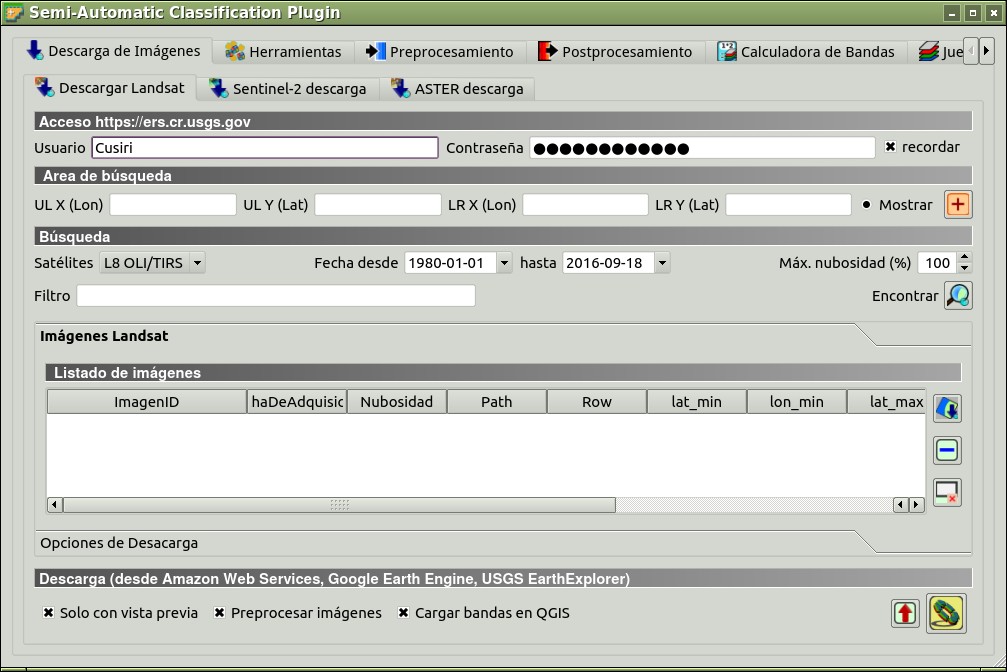 Semi-Automatic Classification Plugin
Descarga de Imágenes Herramientas Preprocesamiento Postprocesamiento Calculadora de Bandas Jue
Descargar Landsat Sentinel-2 descarga ASTER descarga
Acceso https://ers.cr.usgs.gov
Usuario Cusiri Contraseña ●●●●●●●●●●●● recordar
Area de búsqueda
UL X (Lon) UL Y (Lat) LR X (Lon) LR Y (Lat) Mostrar
Búsqueda
Satélites L8 OLI/TIRS Fecha desde 1980-01-01 hasta 2016-09-18 Máx. nubosidad (%) 100
Filtro Encontrar
Imágenes Landsat
Listado de imágenes
ImagenID haDeAdquisic Nubosidad Path Row lat_min lon_min lat_max
Opciones de Desacarga
Descarga (desde Amazon Web Services, Google Earth Engine, USGS EarthExplorer)
Solo con vista previa Preprocesar imágenes Cargar bandas en QGIS